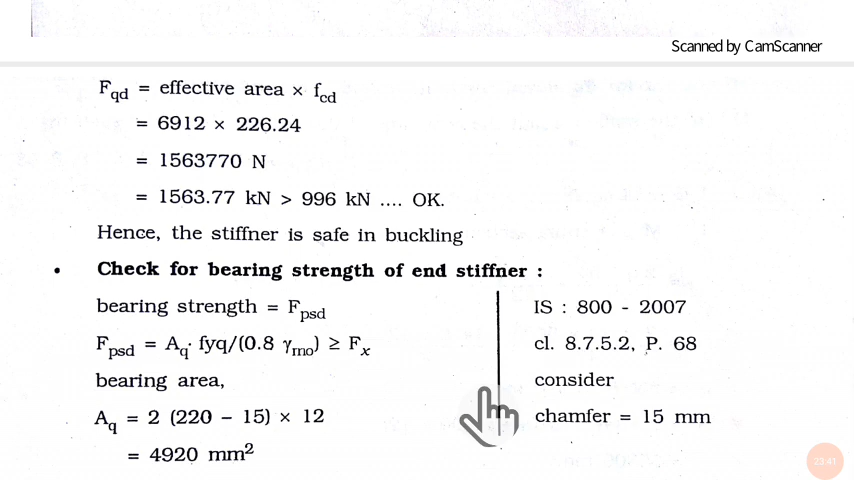 Scanned by CamScanner
F_qd = effective area × f_cd
= 6912 × 226.24
= 1563770 N
= 1563.77 kN > 996 kN .... OK.
Hence, the stiffner is safe in buckling
• Check for bearing strength of end stiffner :
bearing strength = F_psd
F_psd = A_q· fyq/(0.8 γ_mo) ≥ F_x
bearing area,
A_q = 2 (220 – 15) × 12
= 4920 mm²
IS : 800 - 2007
cl. 8.7.5.2, P. 68
consider
chamfer = 15 mm
23:41